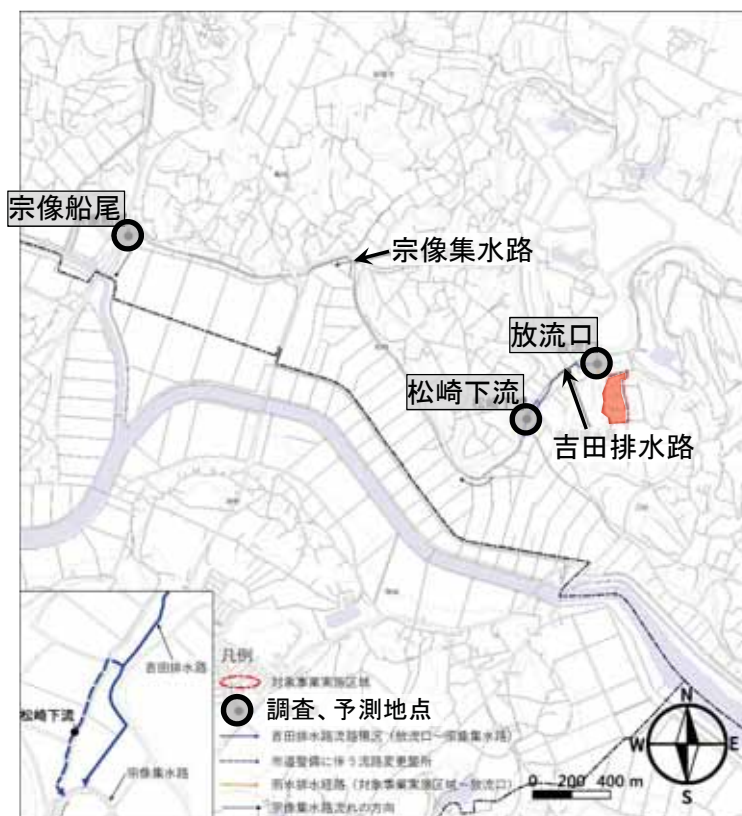 宗像船尾
宗像集水路
放流口
松崎下流
吉田排水路
吉田排水路
松崎下流
宗像集水路
凡例
対象事業実施区域
調査、予測地点
吉田排水路流路概況(放流口~宗像集水路)
市道整備に伴う流路変更箇所
雨水排水経路(対象事業実施区域~放流口)
宗像集水路流れの方向
N
W
E
S
0 200 400 m